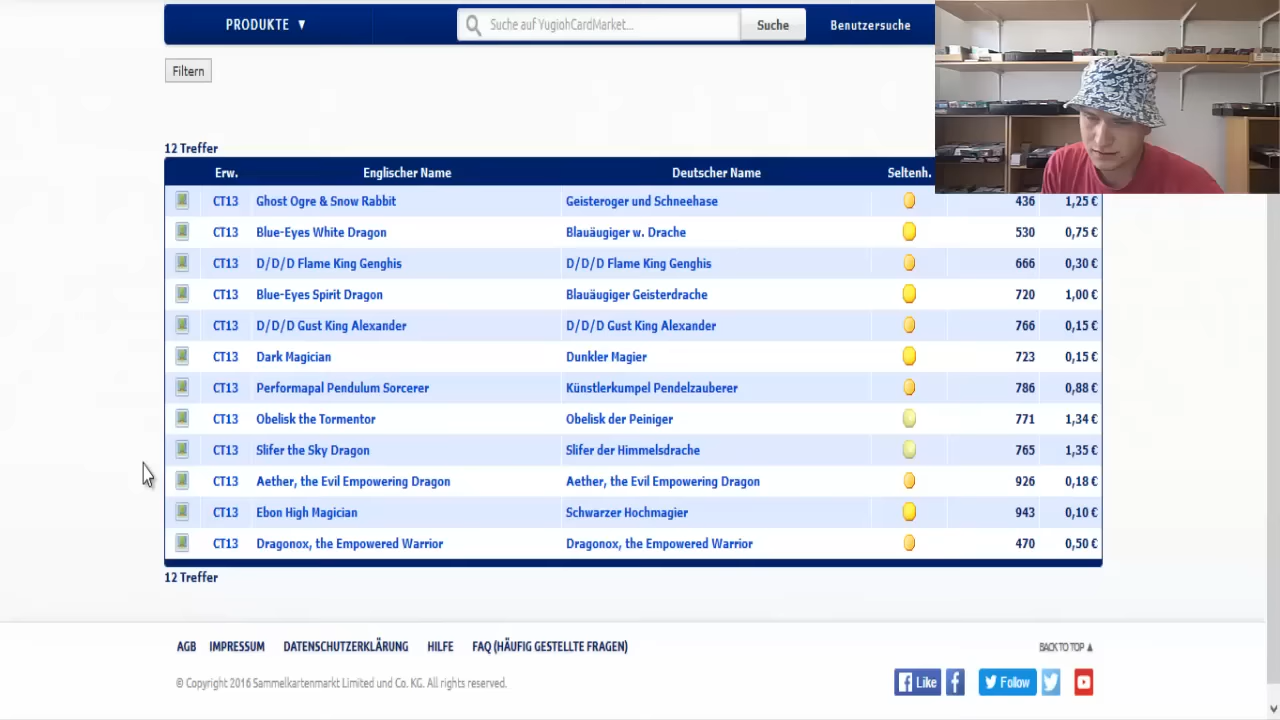 PRODUKTE ▼
Suche auf YugiohCardMarket...
Suche
Benutzersuche
Filtern
12 Treffer
Erw. Englischer Name Deutscher Name Seltenh.
CT13 Ghost Ogre & Snow Rabbit Geisteroger und Schneehase 436 1,25 €
CT13 Blue-Eyes White Dragon Blauäugiger w. Drache 530 0,75 €
CT13 D/D/D Flame King Genghis D/D/D Flame King Genghis 666 0,30 €
CT13 Blue-Eyes Spirit Dragon Blauäugiger Geisterdrache 720 1,00 €
CT13 D/D/D Gust King Alexander D/D/D Gust King Alexander 766 0,15 €
CT13 Dark Magician Dunkler Magier 723 0,15 €
CT13 Performapal Pendulum Sorcerer Künstlerkumpel Pendelzauberer 786 0,88 €
CT13 Obelisk the Tormentor Obelisk der Peiniger 771 1,34 €
CT13 Slifer the Sky Dragon Slifer der Himmelsdrache 765 1,35 €
CT13 Aether, the Evil Empowering Dragon Aether, the Evil Empowering Dragon 926 0,18 €
CT13 Ebon High Magician Schwarzer Hochmagier 943 0,10 €
CT13 Dragonox, the Empowered Warrior Dragonox, the Empowered Warrior 470 0,50 €
12 Treffer
AGB IMPRESSUM DATENSCHUTZERKLÄRUNG HILFE FAQ (HÄUFIG GESTELLTE FRAGEN) BACK TO TOP ▲
© Copyright 2016 Sammelkartenmarkt Limited und Co. KG. All rights reserved.
Like
Follow